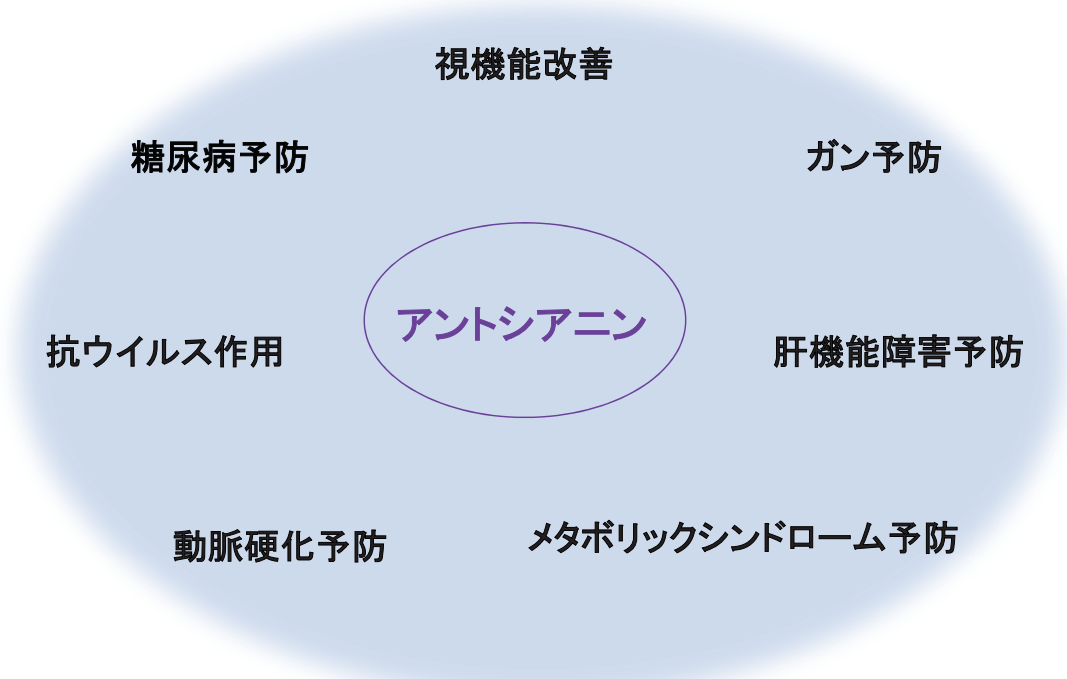 視機能改善
糖尿病予防
ガン予防
アントシアニン
抗ウイルス作用
肝機能障害予防
動脈硬化予防
メタボリックシンドローム予防